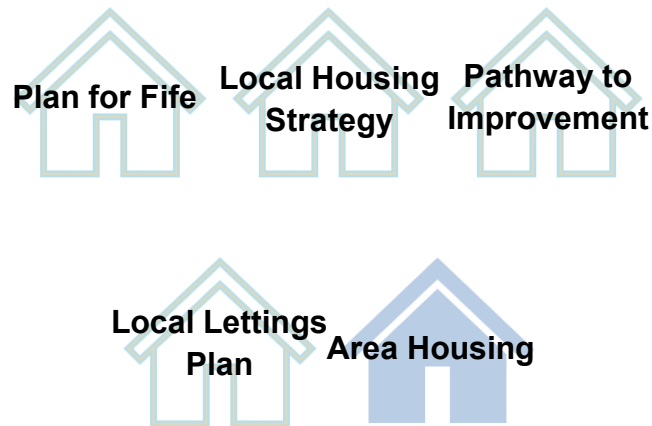 Plan for Fife
Local Housing
Strategy
Pathway to
Improvement
Local Lettings
Plan
Area Housing